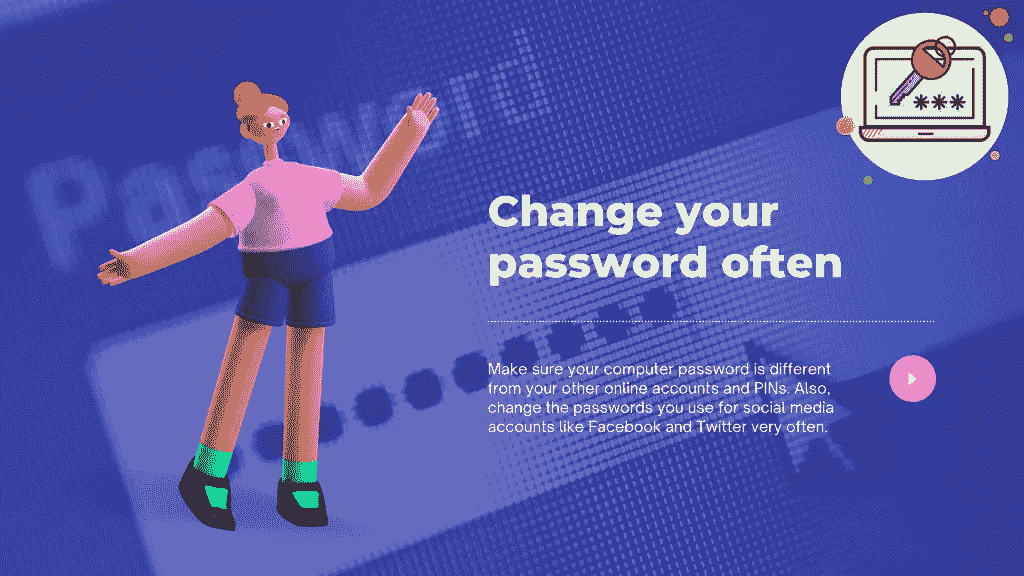 Password
Change your
password often
Make sure your computer password is different
from your other online accounts and PINs. Also,
change the passwords you use for social media
accounts like Facebook and Twitter very often.